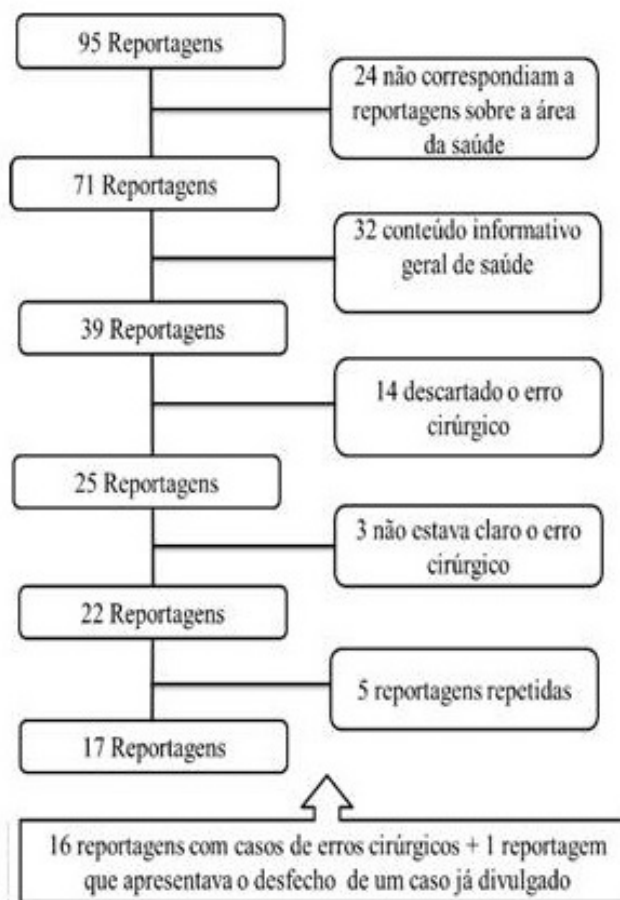 95 Reportagens
24 não correspondiam a
reportagens sobre a área
da saúde
71 Reportagens
32 conteúdo informativo
geral de saúde
39 Reportagens
14 descartado o erro
cirúrgico
25 Reportagens
3 não estava claro o erro
cirúrgico
22 Reportagens
5 reportagens repetidas
17 Reportagens
16 reportagens com casos de erros cirúrgicos + 1 reportagem
que apresentava o desfecho de um caso já divulgado